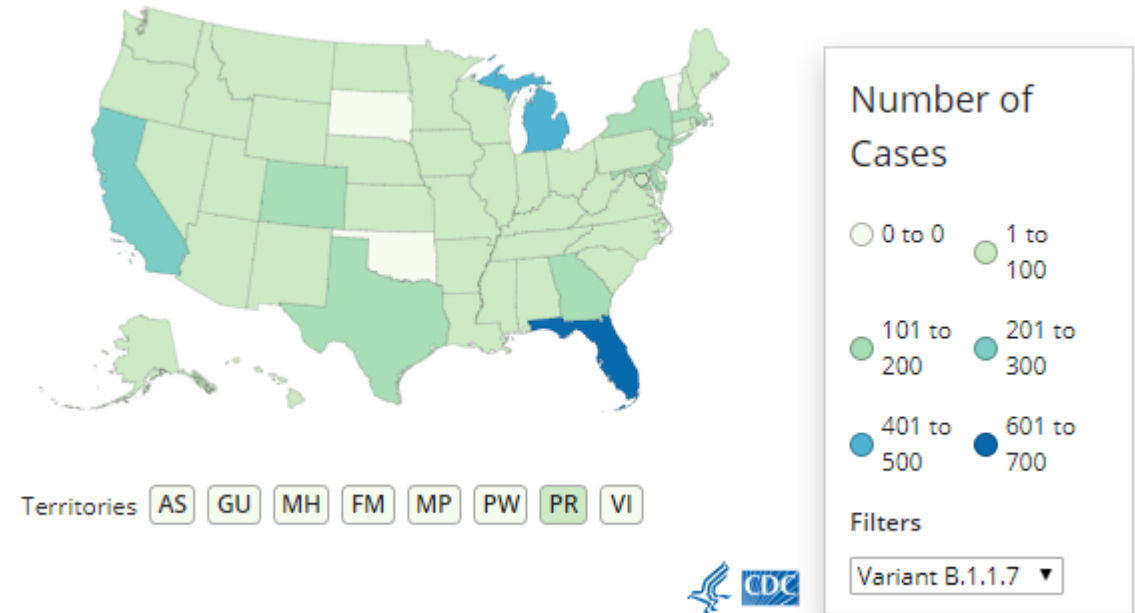 Number of
Cases
0 to 0
1 to
100
101 to
200
201 to
300
401 to
500
601 to
700
Territories AS GU MH FM MP PW PR VI
Filters
Variant B.1.1.7
CDC